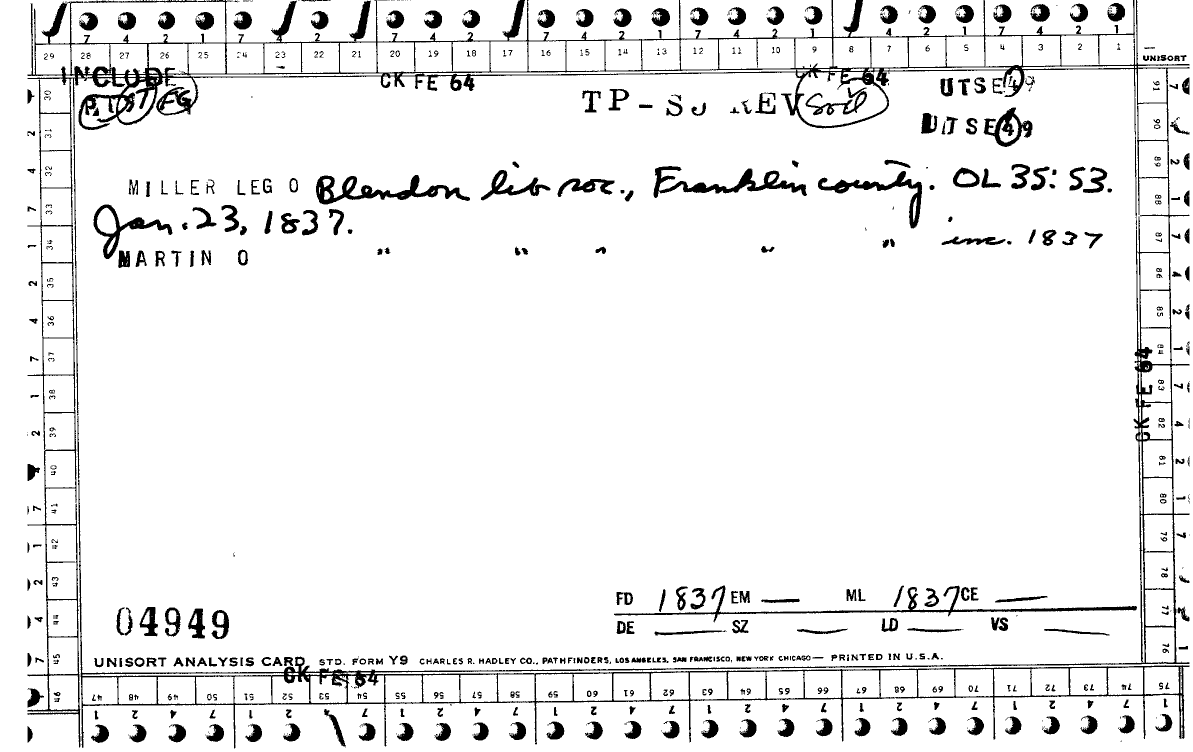 7 4 2 1 7 4 2 1 7 4 2 1 7 4 2 1 7 4 2 1 7 4 2 1
29 28 27 26 25 24 23 22 21 20 19 18 17 16 15 14 13 12 11 10 9 8 7 6 5 4 3 2 1
UNISORT
INCLUDE CK FE 64 CK FE 64 UTSE 49
ST EG TP-SJ REV Soil
UTSE 49
MILLER LEG O Blendon lib soc., Franklin county. OL 35: 53.
Jan. 23, 1837.
MARTIN O " " " " " inc. 1837
30 31 32 33 34 35 36 37 38 39 40 41 42 43 44 45 46
91 90 89 88 87 86 85 84 83 82 81 80 79 78 77 76
CK FE 64
FD 1837 EM — ML 1837 CE —
04949
DE — SZ — LD — VS —
UNISORT ANALYSIS CARD STD. FORM Y9 CHARLES R. HADLEY CO., PATHFINDERS, LOS ANGELES, SAN FRANCISCO, NEW YORK CHICAGO — PRINTED IN U.S.A.
CK FE 64
47 48 49 50 51 52 53 54 55 56 57 58 59 60 61 62 63 64 65 66 67 68 69 70 71 72 73 74 75